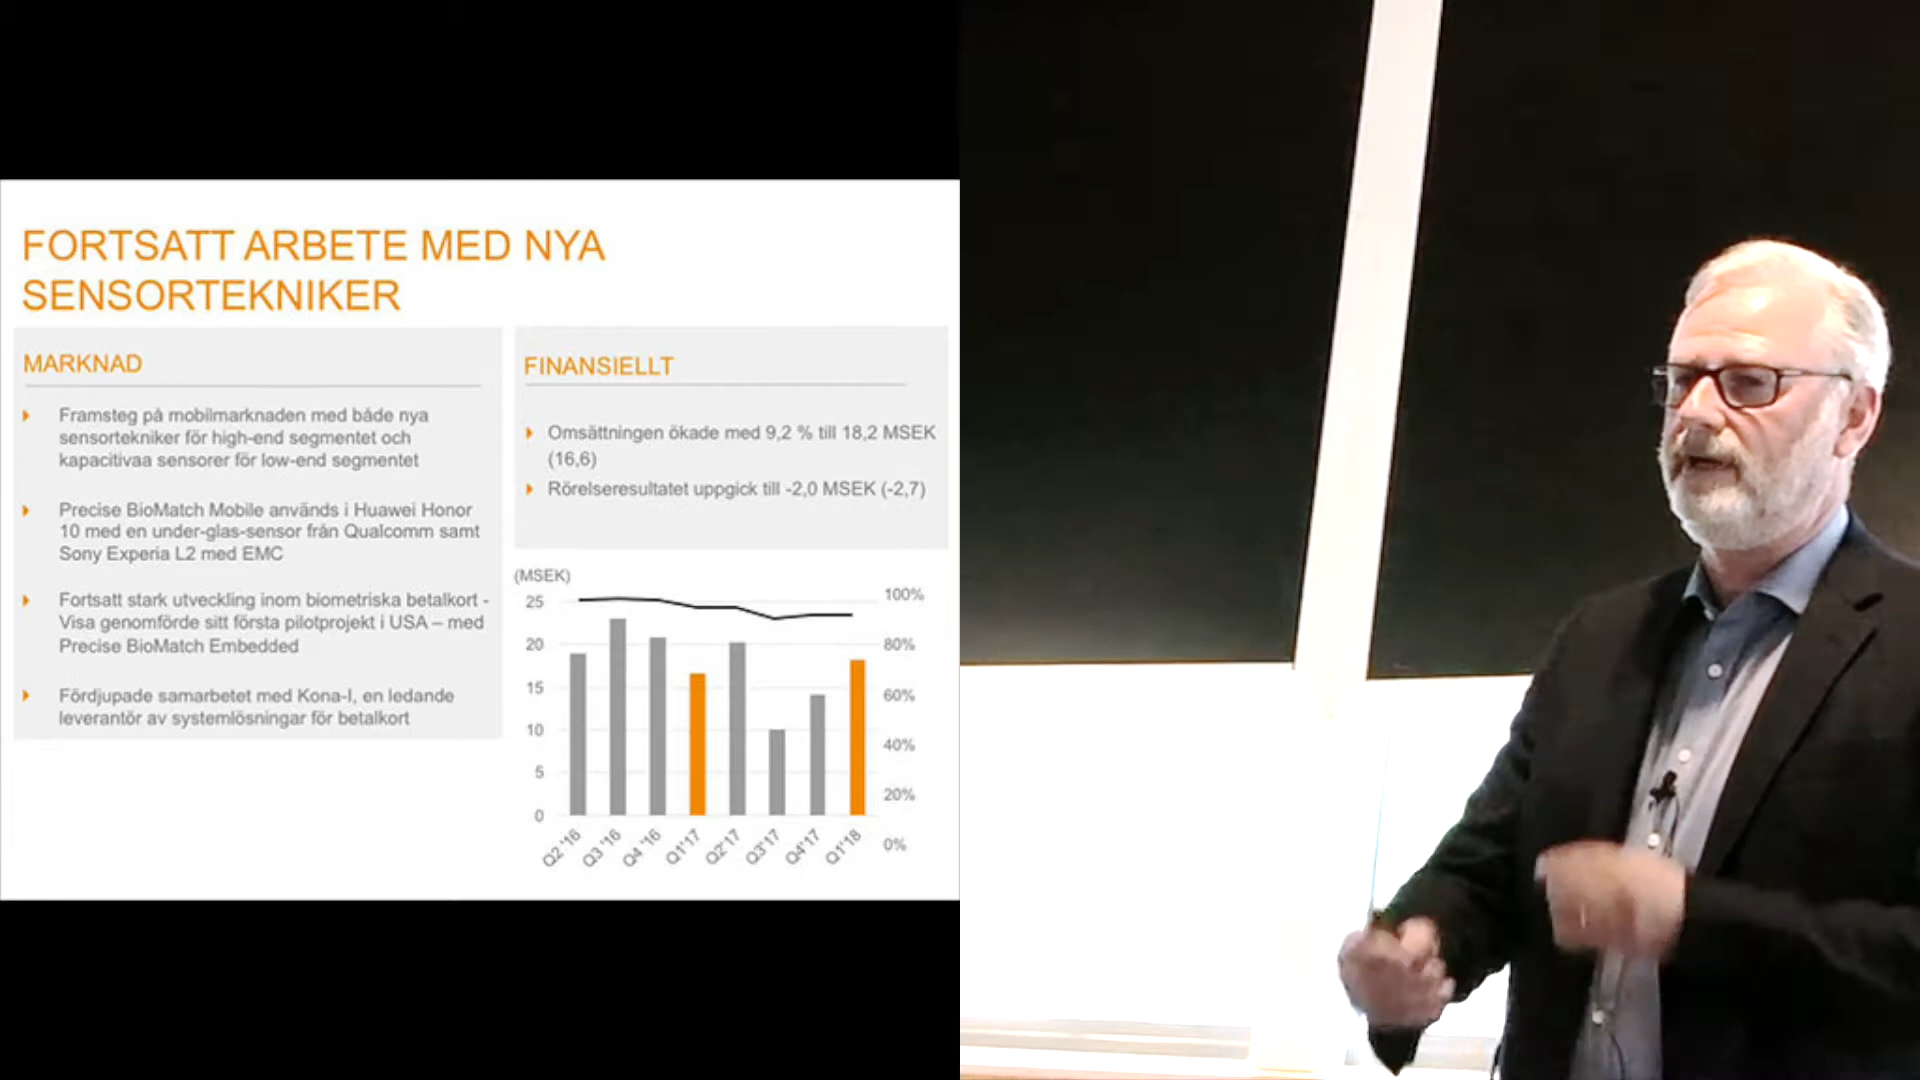 FORTSATT ARBETE MED NYA
SENSORTEKNIKER
MARKNAD
Framsteg på mobilmarknaden med både nya
sensortekniker för high-end segmentet och
kapacitivaa sensorer för low-end segmentet
Precise BioMatch Mobile används i Huawei Honor
10 med en under-glas-sensor från Qualcomm samt
Sony Experia L2 med EMC
Fortsatt stark utveckling inom biometriska betalkort -
Visa genomförde sitt första pilotprojekt i USA – med
Precise BioMatch Embedded
Fördjupade samarbetet med Kona-I, en ledande
leverantör av systemlösningar för betalkort
FINANSIELLT
Omsättningen ökade med 9,2 % till 18,2 MSEK
(16,6)
Rörelseresultatet uppgick till -2,0 MSEK (-2,7)
(MSEK)
25
20
15
10
5
0
100%
80%
60%
40%
20%
0%
Q2 '16
Q3 '16
Q4 '16
Q1'17
Q2'17
Q3'17
Q4'17
Q1'18